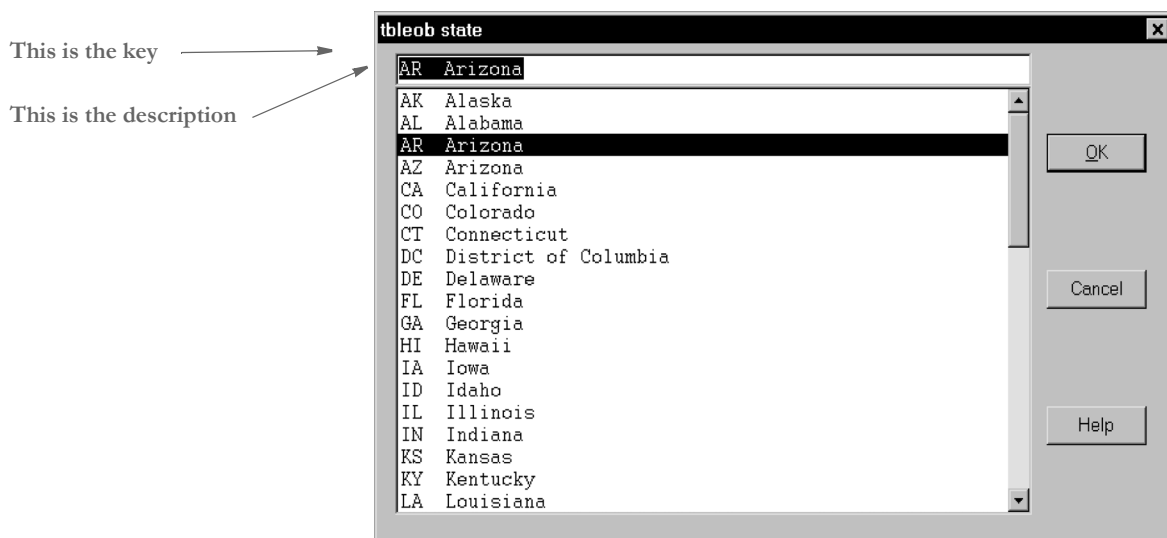 tbleob state
This is the key
AR Arizona
This is the description
AK Alaska
AL Alabama
AR Arizona
AZ Arizona
CA California
CO Colorado
CT Connecticut
DC District of Columbia
DE Delaware
FL Florida
GA Georgia
HI Hawaii
IA Iowa
ID Idaho
IL Illinois
IN Indiana
KS Kansas
KY Kentucky
LA Louisiana
OK
Cancel
Help